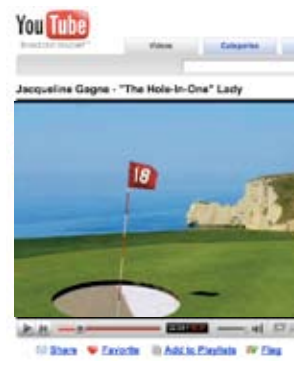 You Tube
Videos Categories
Jacqueline Gagne - "The Hole-In-One" Lady
18
Share Favorite Add to Playlists Flag